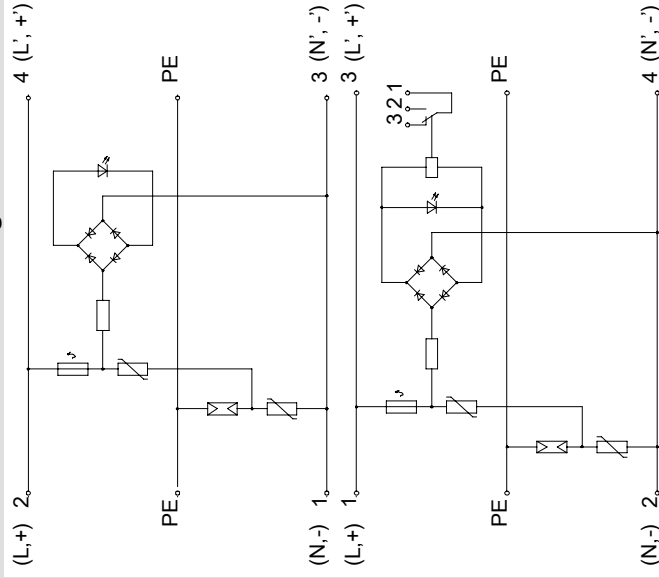 (L,+) 2 4 (L', +')
PE PE
(N,-) 1 3 (N', -')
(L,+) 1 3 (L', +')
3 2 1
PE PE
(N,-) 2 4 (N', -')